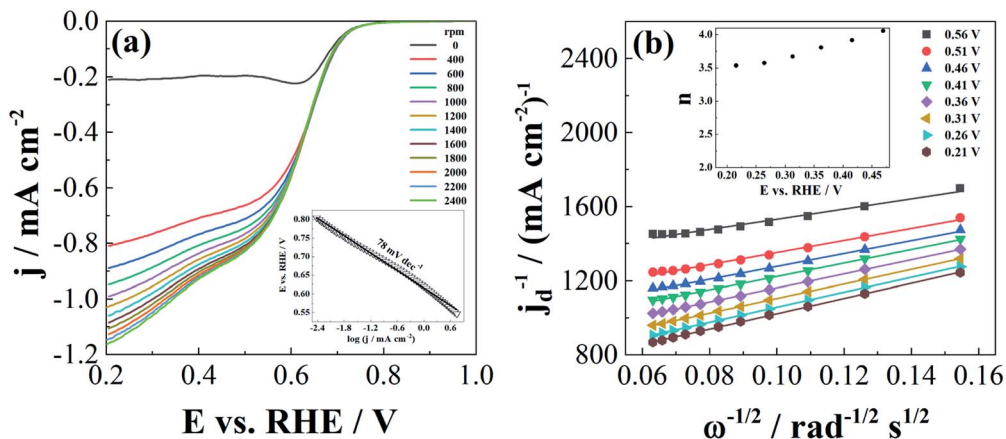 (a)
rpm
0
400
600
800
1000
1200
1400
1600
1800
2000
2200
2400
0.0
-0.2
-0.4
-0.6
-0.8
-1.0
-1.2
j / mA cm⁻²
0.2 0.4 0.6 0.8 1.0
E vs. RHE / V
0.80
0.75
0.70
0.65
0.60
0.55
E vs. RHE / V
78 mV dec⁻¹
-2.4 -1.8 -1.2 -0.6 0.0 0.6
log (j / mA cm⁻²)
(b)
0.56 V
0.51 V
0.46 V
0.41 V
0.36 V
0.31 V
0.26 V
0.21 V
4.0
3.5
3.0
2.5
2.0
n
0.20 0.25 0.30 0.35 0.40 0.45
E vs. RHE / V
2400
2000
1600
1200
800
j_d⁻¹ / (mA cm⁻²)⁻¹
0.06 0.08 0.10 0.12 0.14 0.16
ω⁻¹/² / rad⁻¹/² s¹/²